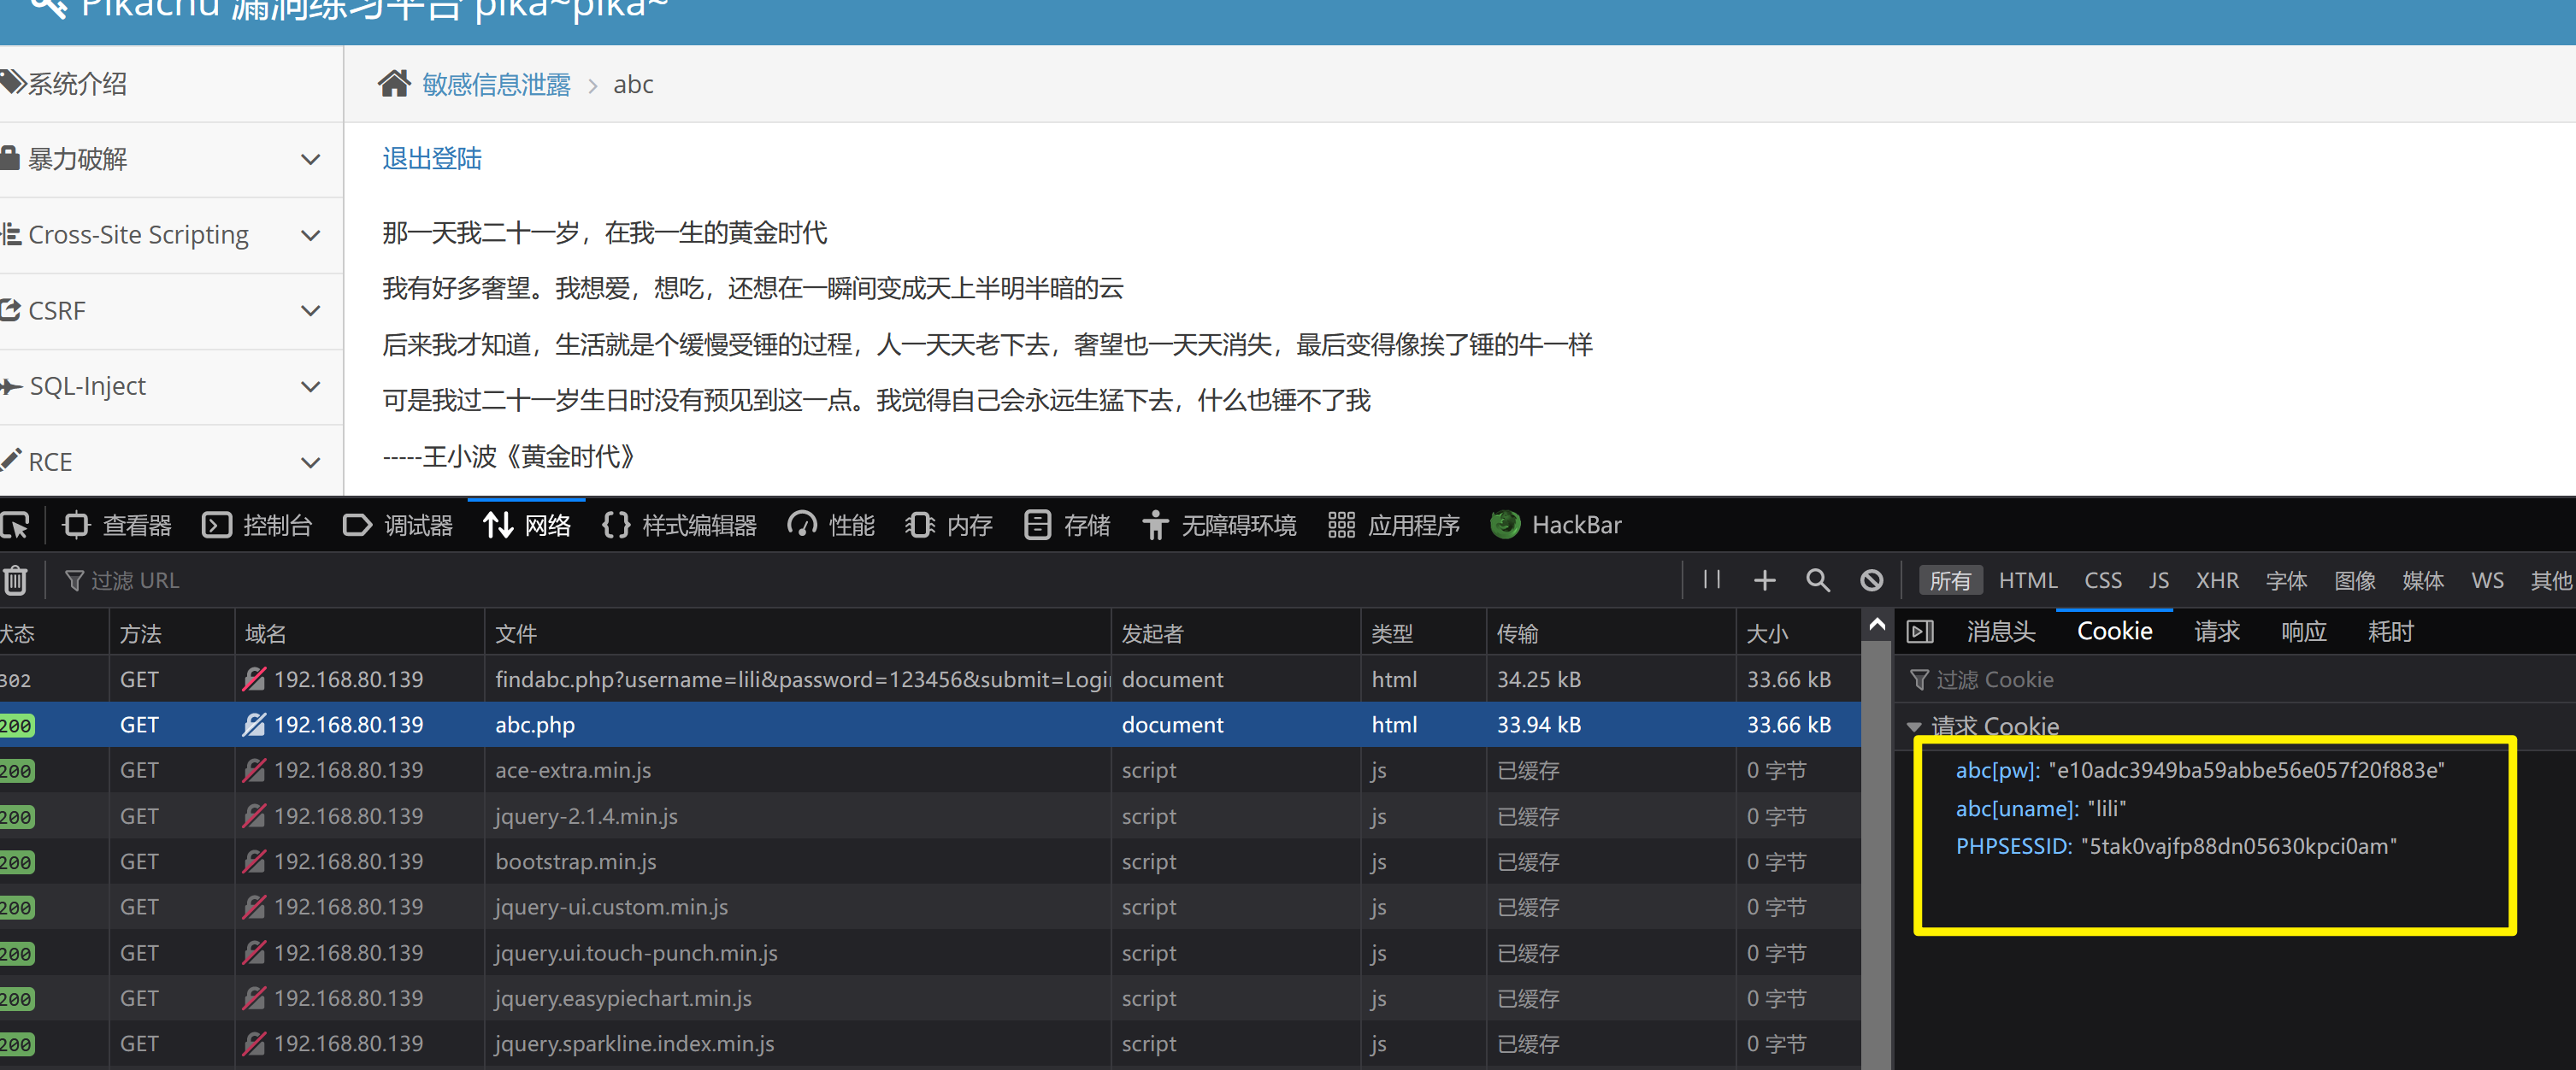 Pikachu 漏洞练习平台 pika~pika~
系统介绍
敏感信息泄露 > abc
暴力破解
退出登陆
Cross-Site Scripting
那一天我二十一岁，在我一生的黄金时代
CSRF
我有好多奢望。我想爱，想吃，还想在一瞬间变成天上半明半暗的云
后来我才知道，生活就是个缓慢受锤的过程，人一天天老下去，奢望也一天天消失，最后变得像挨了锤的牛一样
SQL-Inject
可是我过二十一岁生日时没有预见到这一点。我觉得自己会永远生猛下去，什么也锤不了我
RCE
-----王小波《黄金时代》
查看器 控制台 调试器 网络 样式编辑器 性能 内存 存储 无障碍环境 应用程序 HackBar
过滤 URL 所有 HTML CSS JS XHR 字体 图像 媒体 WS 其他
状态 方法 域名 文件 发起者 类型 传输 大小
302 GET 192.168.80.139 findabc.php?username=lili&password=123456&submit=Login document html 34.25 kB 33.66 kB
200 GET 192.168.80.139 abc.php document html 33.94 kB 33.66 kB
200 GET 192.168.80.139 ace-extra.min.js script js 已缓存 0 字节
200 GET 192.168.80.139 jquery-2.1.4.min.js script js 已缓存 0 字节
200 GET 192.168.80.139 bootstrap.min.js script js 已缓存 0 字节
200 GET 192.168.80.139 jquery-ui.custom.min.js script js 已缓存 0 字节
200 GET 192.168.80.139 jquery.ui.touch-punch.min.js script js 已缓存 0 字节
200 GET 192.168.80.139 jquery.easypiechart.min.js script js 已缓存 0 字节
200 GET 192.168.80.139 jquery.sparkline.index.min.js script js 已缓存 0 字节
消息头 Cookie 请求 响应 耗时
过滤 Cookie
请求 Cookie
abc[pw]: "e10adc3949ba59abbe56e057f20f883e"
abc[uname]: "lili"
PHPSESSID: "5tak0vajfp88dn05630kpci0am"